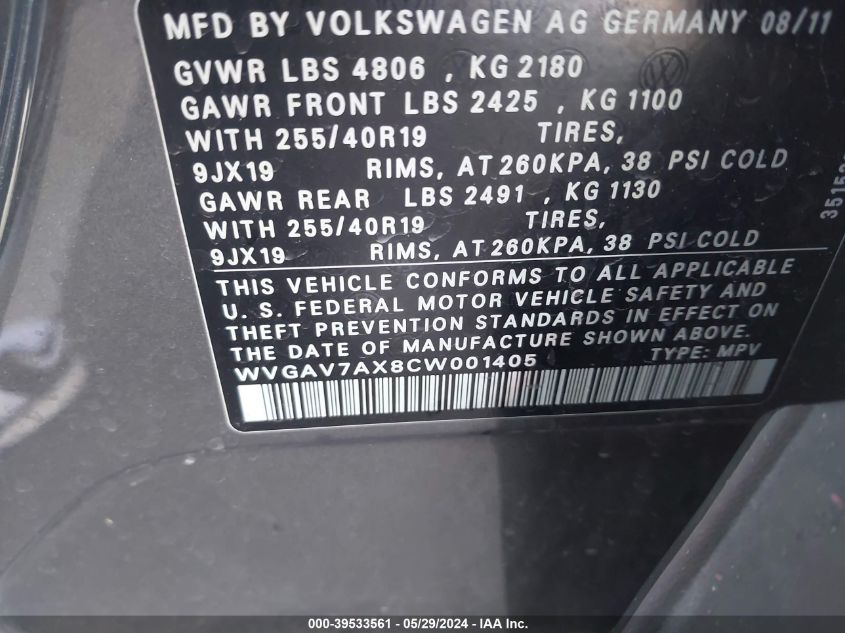 MFD BY VOLKSWAGEN AG GERMANY 08/11
GVWR LBS 4806 , KG 2180
GAWR FRONT LBS 2425 , KG 1100
WITH 255/40R19 TIRES,
9JX19 RIMS, AT 260KPA, 38 PSI COLD
GAWR REAR LBS 2491 , KG 1130
WITH 255/40R19 TIRES,
9JX19 RIMS, AT 260KPA, 38 PSI COLD
THIS VEHICLE CONFORMS TO ALL APPLICABLE
U. S. FEDERAL MOTOR VEHICLE SAFETY AND
THEFT PREVENTION STANDARDS IN EFFECT ON
THE DATE OF MANUFACTURE SHOWN ABOVE.
WVGAV7AX8CW001405 TYPE: MPV
000-39533561 - 05/29/2024 - IAAI.COM